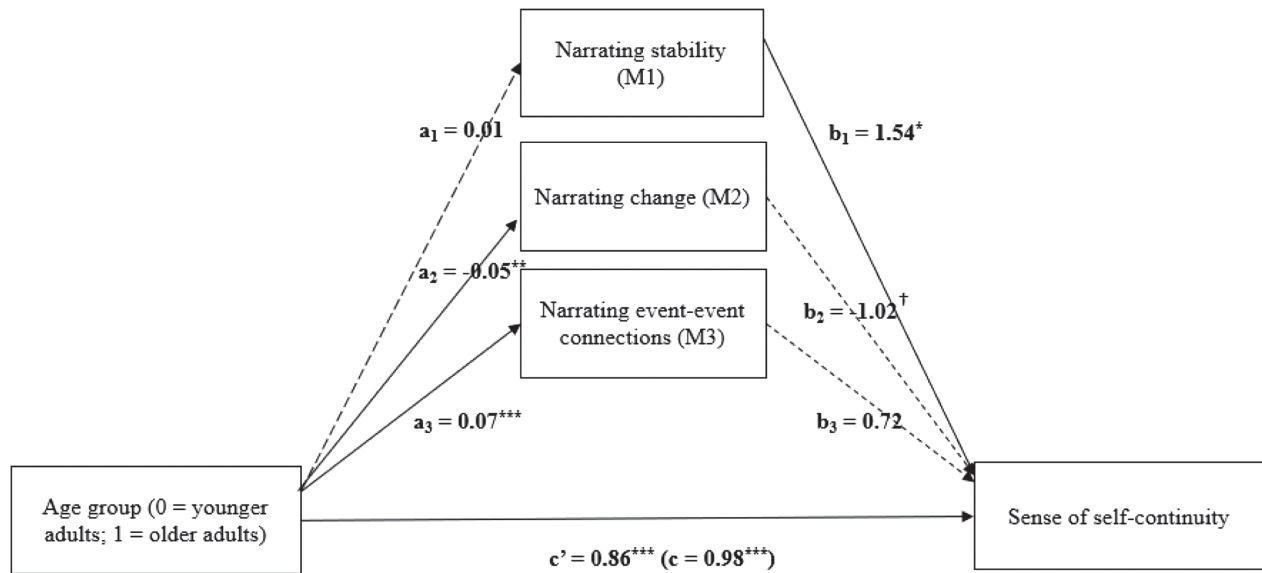 Narrating stability
(M1)
a₁ = 0.01
b₁ = 1.54*
Narrating change (M2)
a₂ = -0.05**
b₂ = -1.02†
Narrating event-event
connections (M3)
a₃ = 0.07***
b₃ = 0.72
Age group (0 = younger
adults; 1 = older adults)
Sense of self-continuity
c’ = 0.86*** (c = 0.98***)